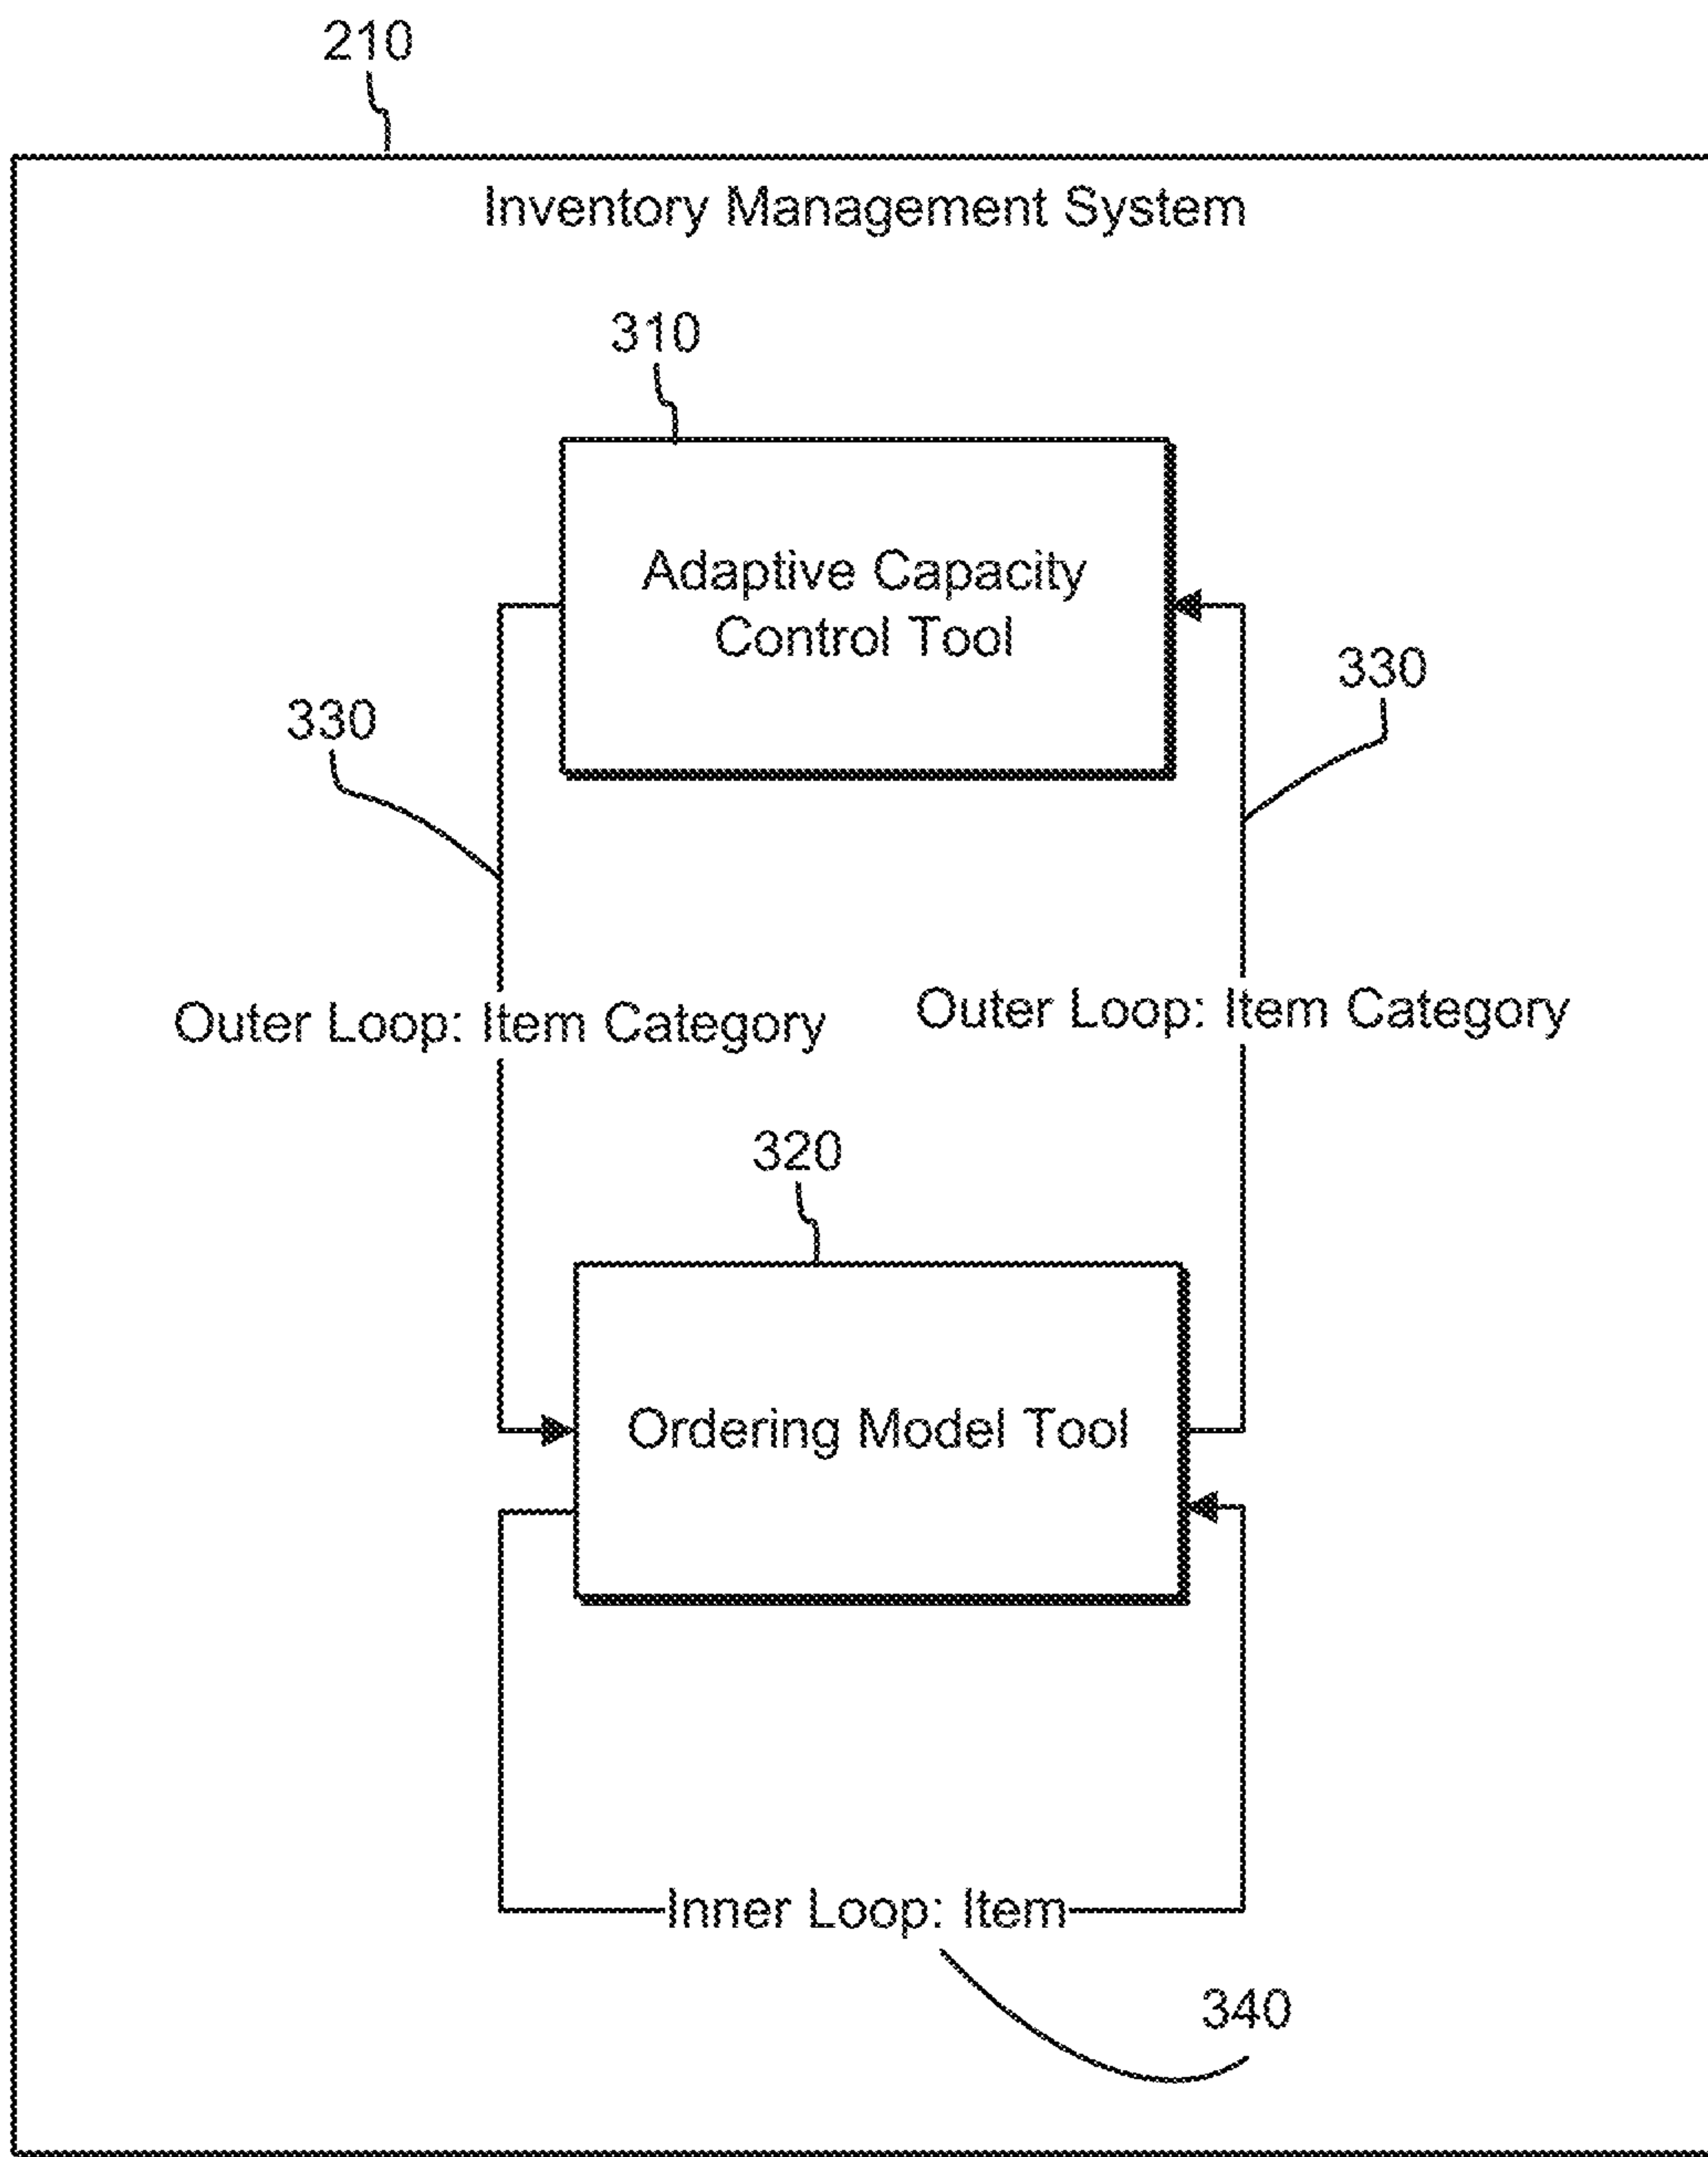 210
Inventory Management System
310
Adaptive Capacity
Control Tool
330
330
Outer Loop: Item Category
Outer Loop: Item Category
320
Ordering Model Tool
Inner Loop: Item
340